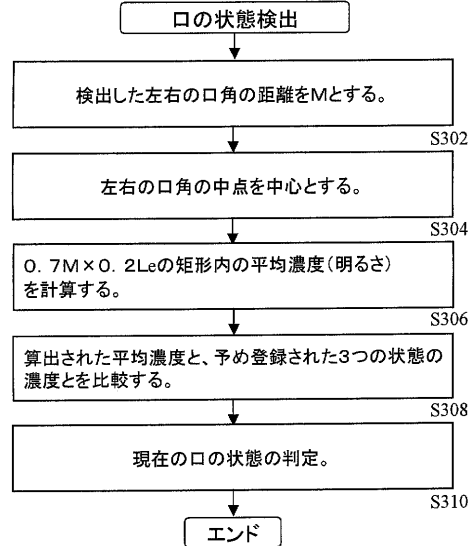 口の状態検出
検出した左右の口角の距離をMとする。
S302
左右の口角の中点を中心とする。
S304
0．7M×0．2Leの矩形内の平均濃度（明るさ）
を計算する。
S306
算出された平均濃度と、予め登録された3つの状態の
濃度とを比較する。
S308
現在の口の状態の判定。
S310
エンド